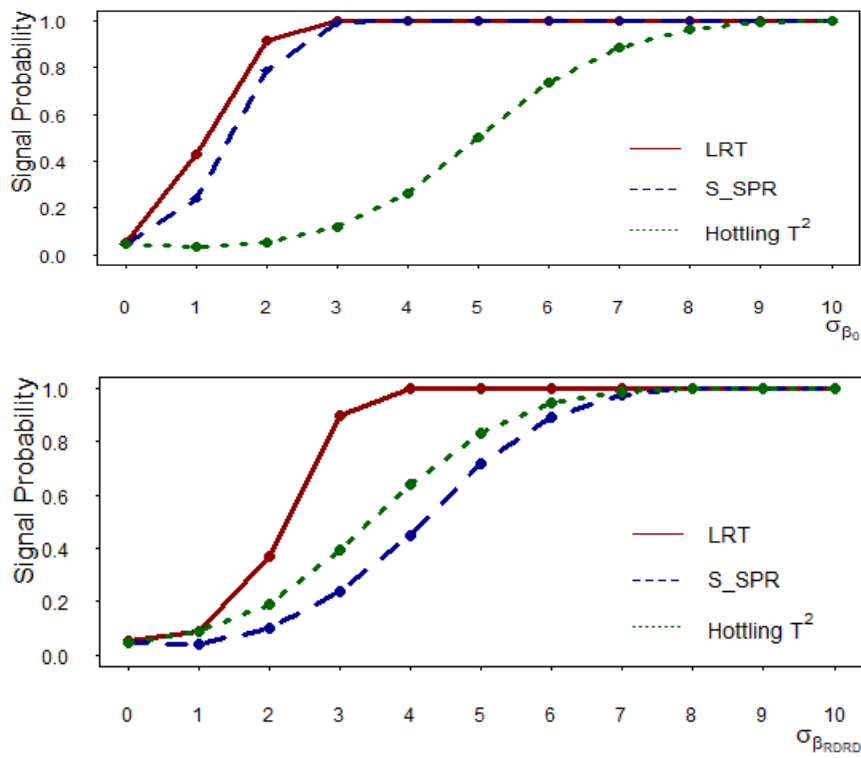 Signal Probability
1.0
0.8
0.6
0.4
0.2
0.0
LRT
S_SPR
Hottling T²
0 1 2 3 4 5 6 7 8 9 10
σ_β₀
Signal Probability
1.0
0.8
0.6
0.4
0.2
0.0
LRT
S_SPR
Hottling T²
0 1 2 3 4 5 6 7 8 9 10
σ_βRDRD